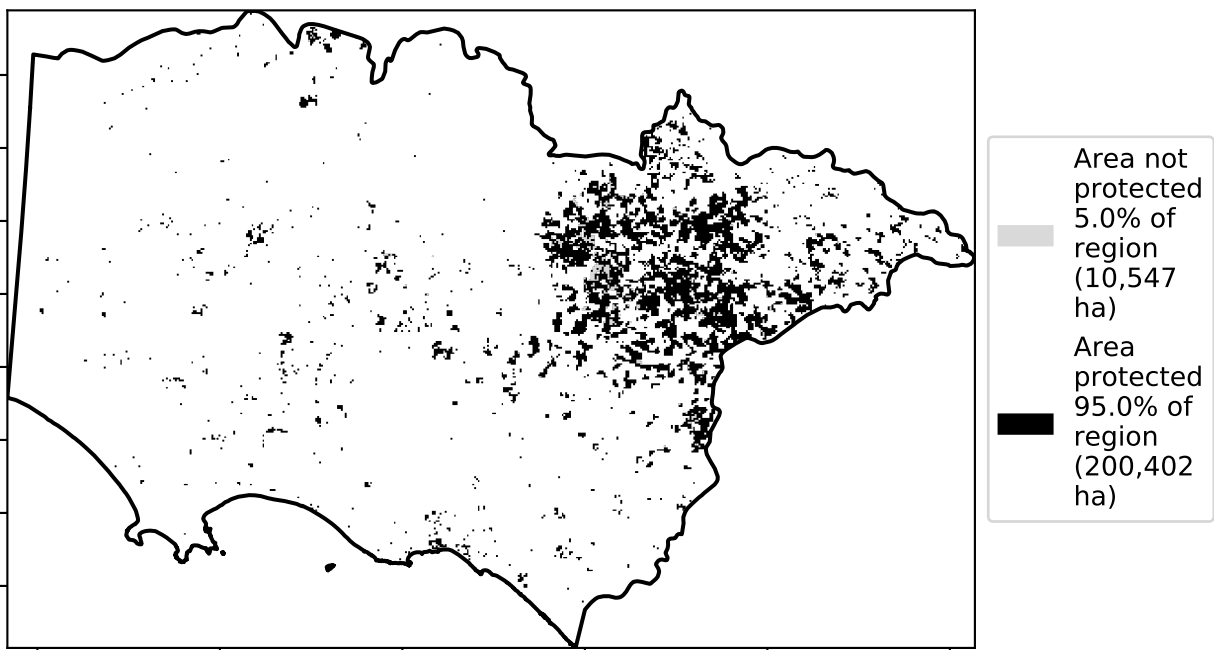 Area not
protected
5.0% of
region
(10,547
ha)
Area
protected
95.0% of
region
(200,402
ha)